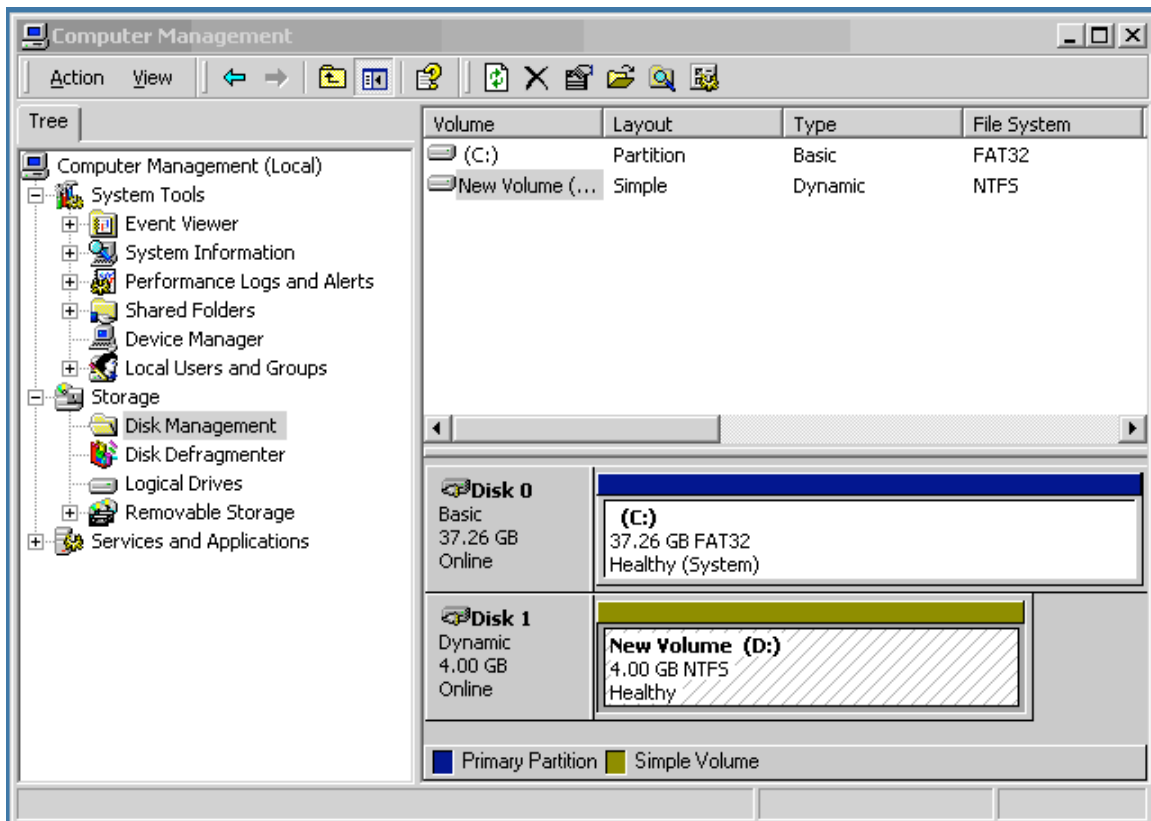 Computer Management
Action View
Tree
Computer Management (Local)
System Tools
Event Viewer
System Information
Performance Logs and Alerts
Shared Folders
Device Manager
Local Users and Groups
Storage
Disk Management
Disk Defragmenter
Logical Drives
Removable Storage
Services and Applications
Volume Layout Type File System
(C:) Partition Basic FAT32
New Volume (... Simple Dynamic NTFS
Disk 0
Basic
37.26 GB
Online
(C:)
37.26 GB FAT32
Healthy (System)
Disk 1
Dynamic
4.00 GB
Online
New Volume (D:)
4.00 GB NTFS
Healthy
Primary Partition Simple Volume